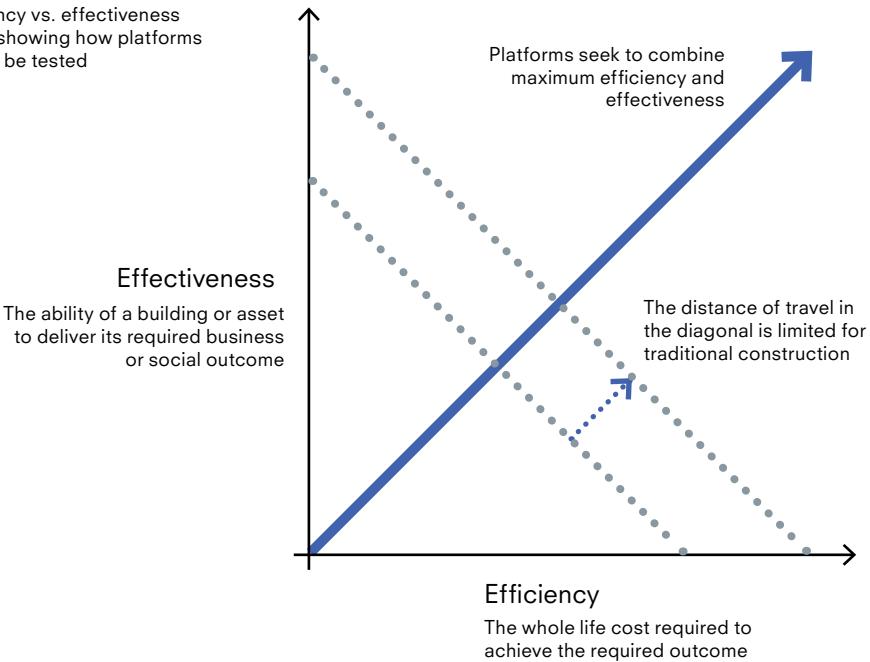 vs. effectiveness
showing how platforms
be tested
Platforms seek to combine
maximum efficiency and
effectiveness
Effectiveness
The ability of a building or asset
to deliver its required business
or social outcome
The distance of travel in
the diagonal is limited for
traditional construction
Efficiency
The whole life cost required to
achieve the required outcome